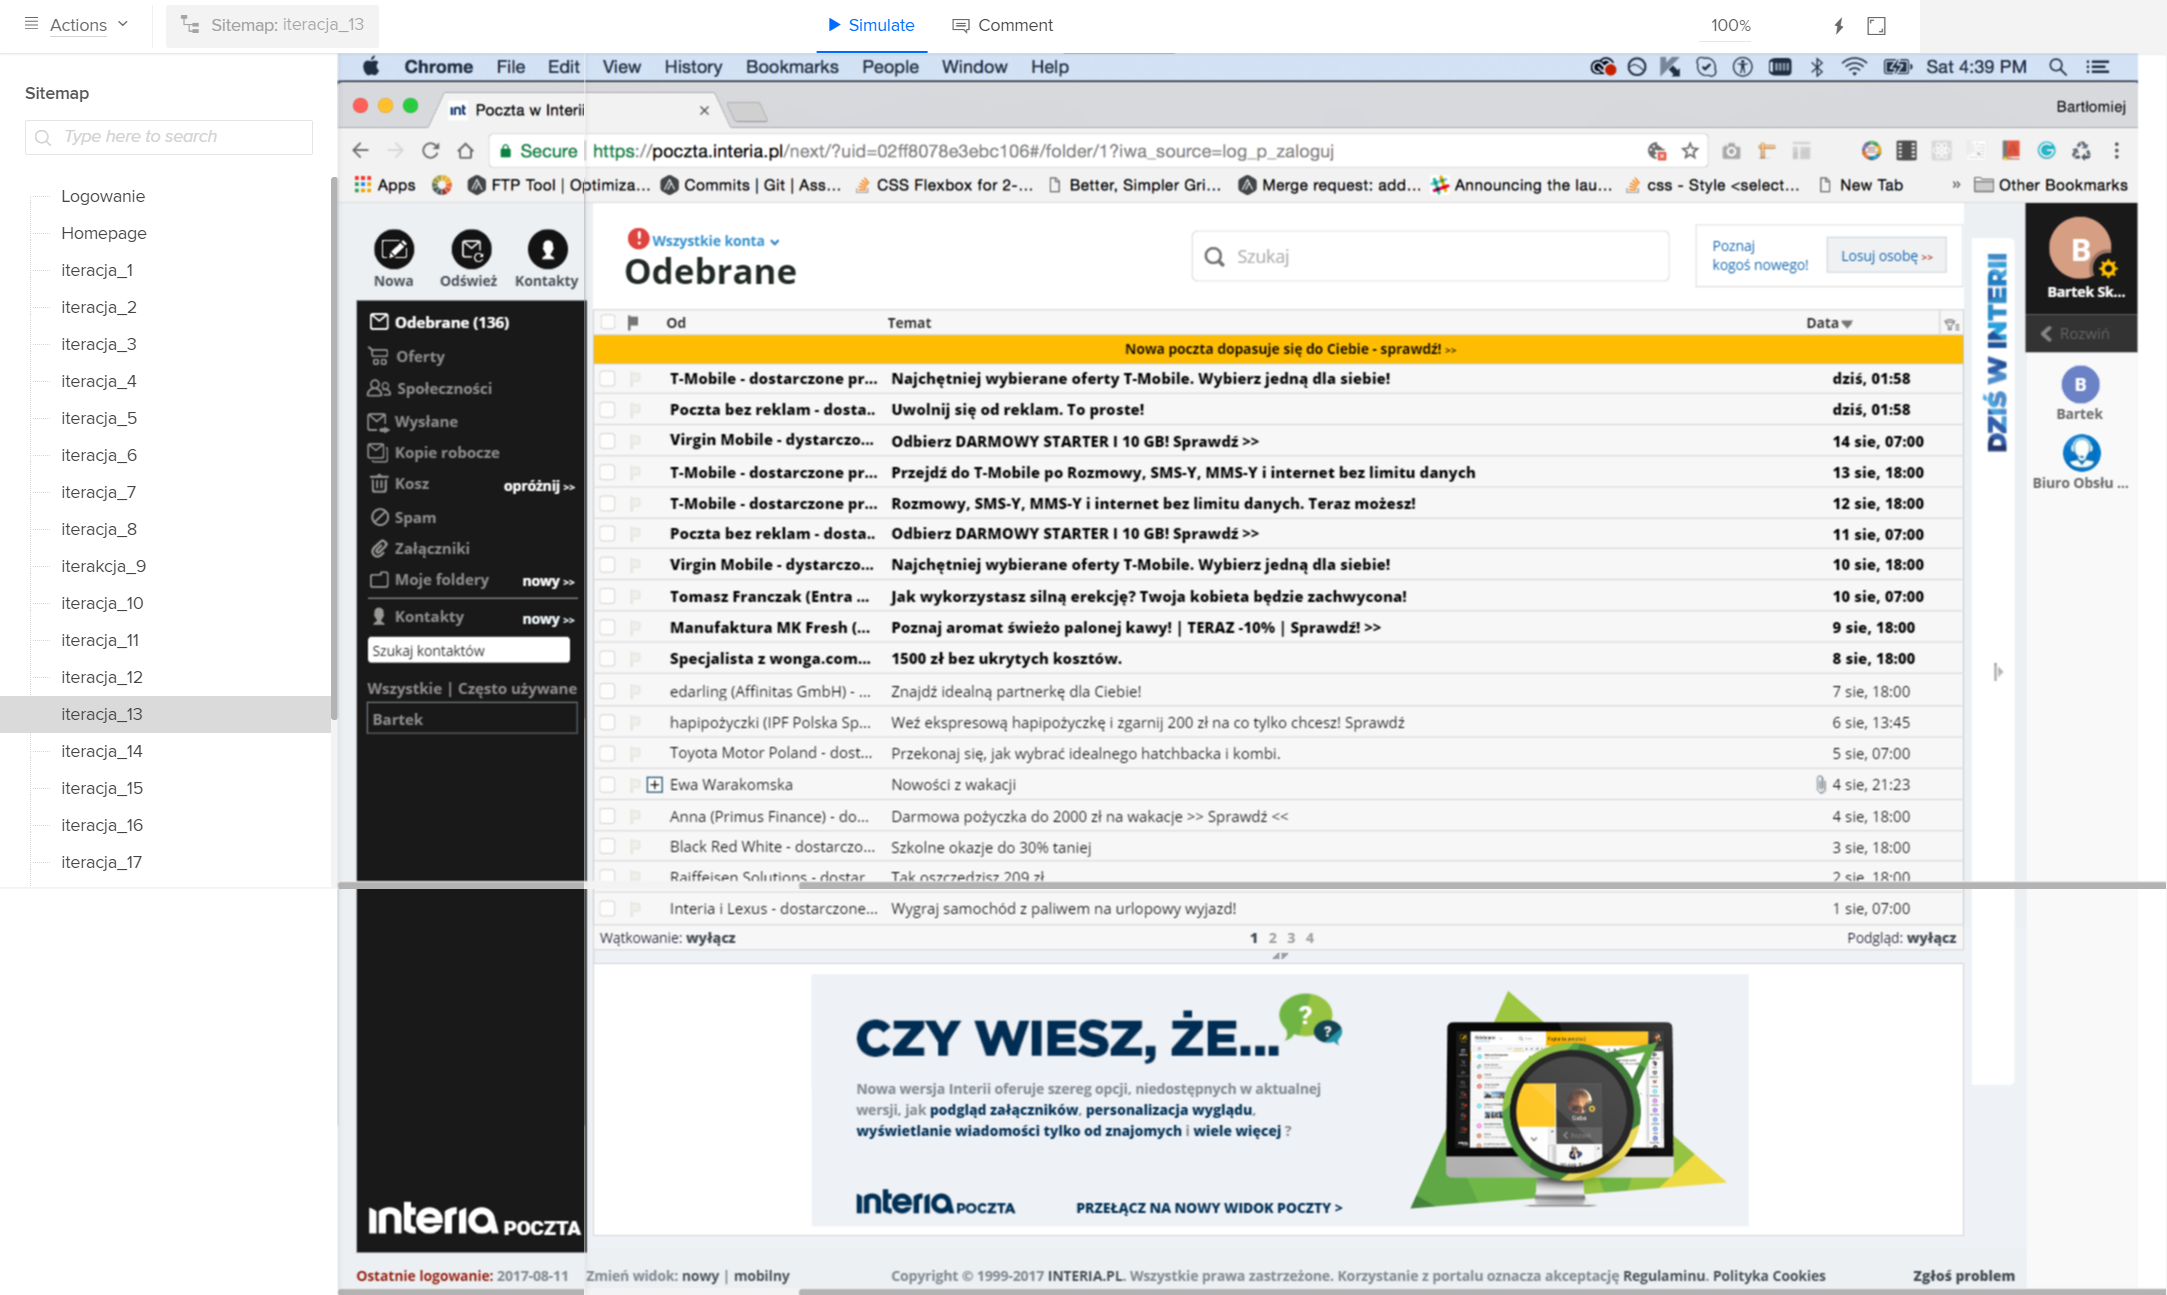 Actions
Sitemap: iteracja_13
Simulate
Comment
100%
Sitemap
Type here to search
Logowanie
Homepage
iteracja_1
iteracja_2
iteracja_3
iteracja_4
iteracja_5
iteracja_6
iteracja_7
iteracja_8
iterakcja_9
iteracja_10
iteracja_11
iteracja_12
iteracja_13
iteracja_14
iteracja_15
iteracja_16
iteracja_17
Chrome File Edit View History Bookmarks People Window Help
Sat 4:39 PM
int Poczta w Interii
Bartłomiej
Secure https://poczta.interia.pl/next/?uid=02ff8078e3ebc106#/folder/1?iwa_source=log_p_zaloguj
Apps FTP Tool | Optimiza... Commits | Git | Ass... CSS Flexbox for 2-... Better, Simpler Gri... Merge request: add... Announcing the lau... css - Style <select... New Tab » Other Bookmarks
Nowa Odśwież Kontakty
Odebrane (136)
Oferty
Społeczności
Wysłane
Kopie robocze
Kosz opróżnij >>
Spam
Załączniki
Moje foldery nowy >>
Kontakty nowy >>
Szukaj kontaktów
Wszystkie | Często używane
Bartek
interia POCZTA
Wszystkie konta
Odebrane
Szukaj
Poznaj
kogoś nowego!
Losuj osobę >>
Od Temat Data
Nowa poczta dopasuje się do Ciebie - sprawdź! >>
T-Mobile - dostarczone pr... Najchętniej wybierane oferty T-Mobile. Wybierz jedną dla siebie! dziś, 01:58
Poczta bez reklam - dosta.. Uwolnij się od reklam. To proste! dziś, 01:58
Virgin Mobile - dystarczo... Odbierz DARMOWY STARTER I 10 GB! Sprawdź >> 14 sie, 07:00
T-Mobile - dostarczone pr... Przejdź do T-Mobile po Rozmowy, SMS-Y, MMS-Y i internet bez limitu danych 13 sie, 18:00
T-Mobile - dostarczone pr... Rozmowy, SMS-Y, MMS-Y i internet bez limitu danych. Teraz możesz! 12 sie, 18:00
Poczta bez reklam - dosta.. Odbierz DARMOWY STARTER I 10 GB! Sprawdź >> 11 sie, 07:00
Virgin Mobile - dystarczo... Najchętniej wybierane oferty T-Mobile. Wybierz jedną dla siebie! 10 sie, 18:00
Tomasz Franczak (Entra ... Jak wykorzystasz silną erekcję? Twoja kobieta będzie zachwycona! 10 sie, 07:00
Manufaktura MK Fresh (... Poznaj aromat świeżo palonej kawy! | TERAZ -10% | Sprawdź! >> 9 sie, 18:00
Specjalista z wonga.com... 1500 zł bez ukrytych kosztów. 8 sie, 18:00
edarling (Affinitas GmbH) - ... Znajdź idealną partnerkę dla Ciebie! 7 sie, 18:00
hapipożyczki (IPF Polska Sp... Weź ekspresową hapipożyczkę i zgarnij 200 zł na co tylko chcesz! Sprawdź 6 sie, 13:45
Toyota Motor Poland - dost... Przekonaj się, jak wybrać idealnego hatchbacka i kombi. 5 sie, 07:00
Ewa Warakomska Nowości z wakacji 4 sie, 21:23
Anna (Primus Finance) - do... Darmowa pożyczka do 2000 zł na wakacje >> Sprawdź << 4 sie, 18:00
Black Red White - dostarczo... Szkolne okazje do 30% taniej 3 sie, 18:00
Raiffeisen Solutions - dostar Tak oszczędzisz 209 zł 2 sie, 18:00
Interia i Lexus - dostarczone... Wygraj samochód z paliwem na urlopowy wyjazd! 1 sie, 07:00
Wątkowanie: wyłącz 1 2 3 4 Podgląd: wyłącz
CZY WIESZ, ŻE...
Nowa wersja Interii oferuje szereg opcji, niedostępnych w aktualnej
wersji, jak podgląd załączników, personalizacja wyglądu,
wyświetlanie wiadomości tylko od znajomych i wiele więcej ?
interia POCZTA PRZEŁĄCZ NA NOWY WIDOK POCZTY >
DZIŚ W INTERII
B
Bartek Sk...
Rozwiń
B
Bartek
Biuro Obsłu ...
Ostatnie logowanie: 2017-08-11 Zmień widok: nowy | mobilny Copyright © 1999-2017 INTERIA.PL. Wszystkie prawa zastrzeżone. Korzystanie z portalu oznacza akceptację Regulaminu. Polityka Cookies Zgłoś problem